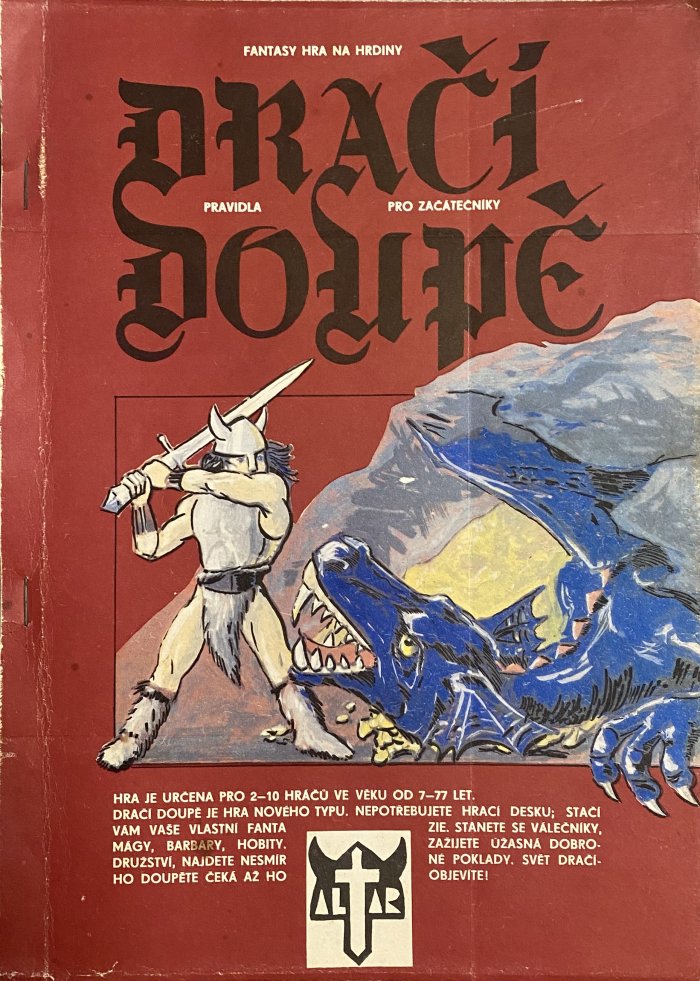 FANTASY HRA NA HRDINY
DRAČÍ
PRAVIDLA PRO ZAČÁTEČNÍKY
DOUPĚ
HRA JE URČENA PRO 2–10 HRÁČŮ VE VĚKU OD 7–77 LET.
DRAČÍ DOUPĚ JE HRA NOVÉHO TYPU. NEPOTŘEBUJETE HRACÍ DESKU; STAČÍ
VÁM VAŠE VLASTNÍ FANTA ZIE. STANETE SE VÁLEČNÍKY,
MÁGY, BARBARY, HOBITY. ZAŽIJETE ÚŽASNÁ DOBRO-
DRUŽSTVÍ, NAJDETE NESMÍR NÉ POKLADY. SVĚT DRAČÍ-
HO DOUPĚTE ČEKÁ AŽ HO OBJEVÍTE!
ALTAR